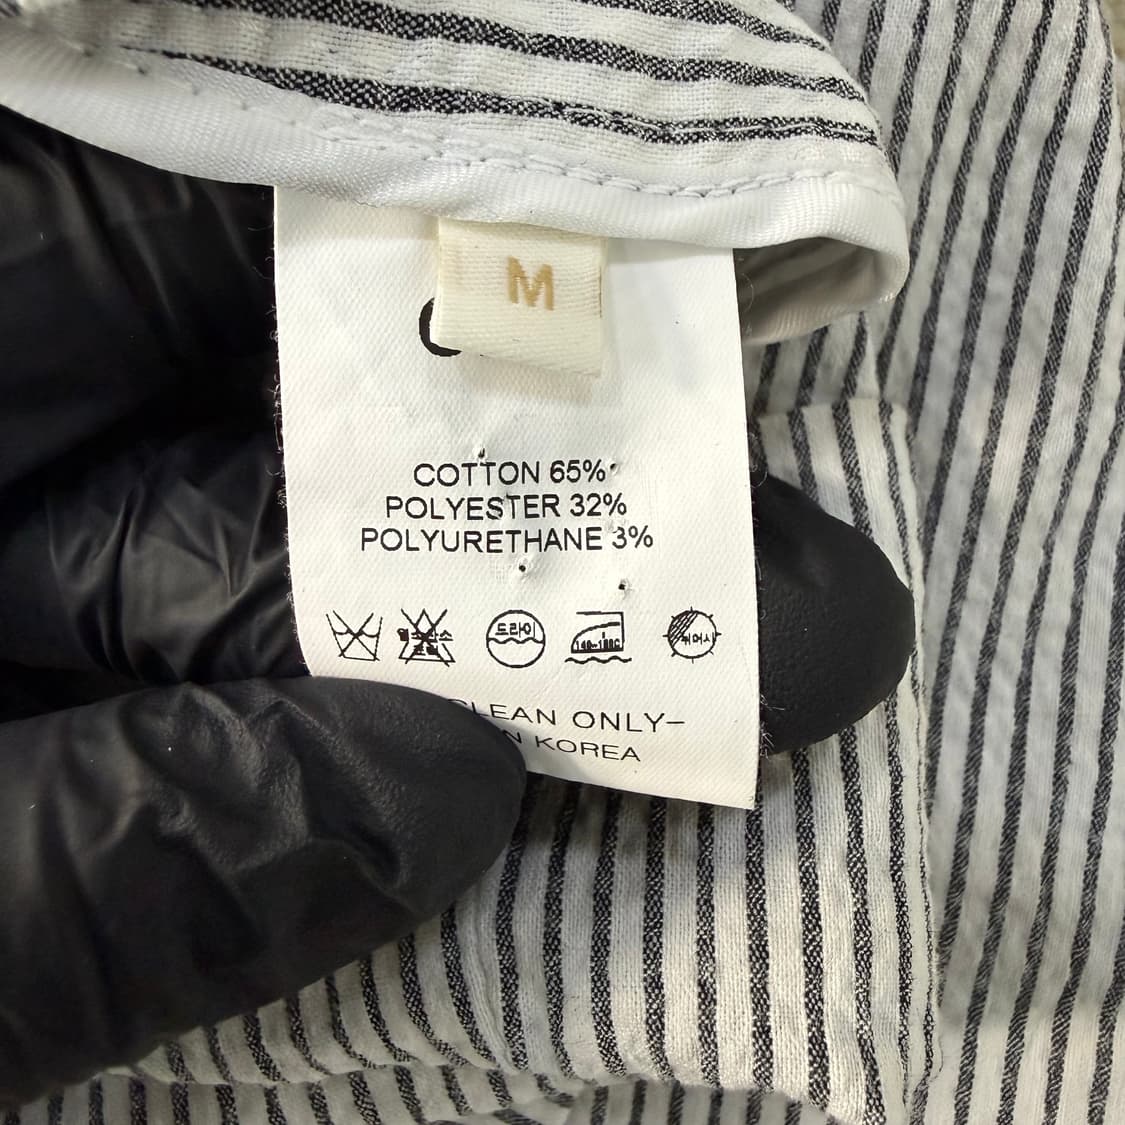 M
COTTON 65%
POLYESTER 32%
POLYURETHANE 3%
드라이
CLEAN ONLY-
KOREA